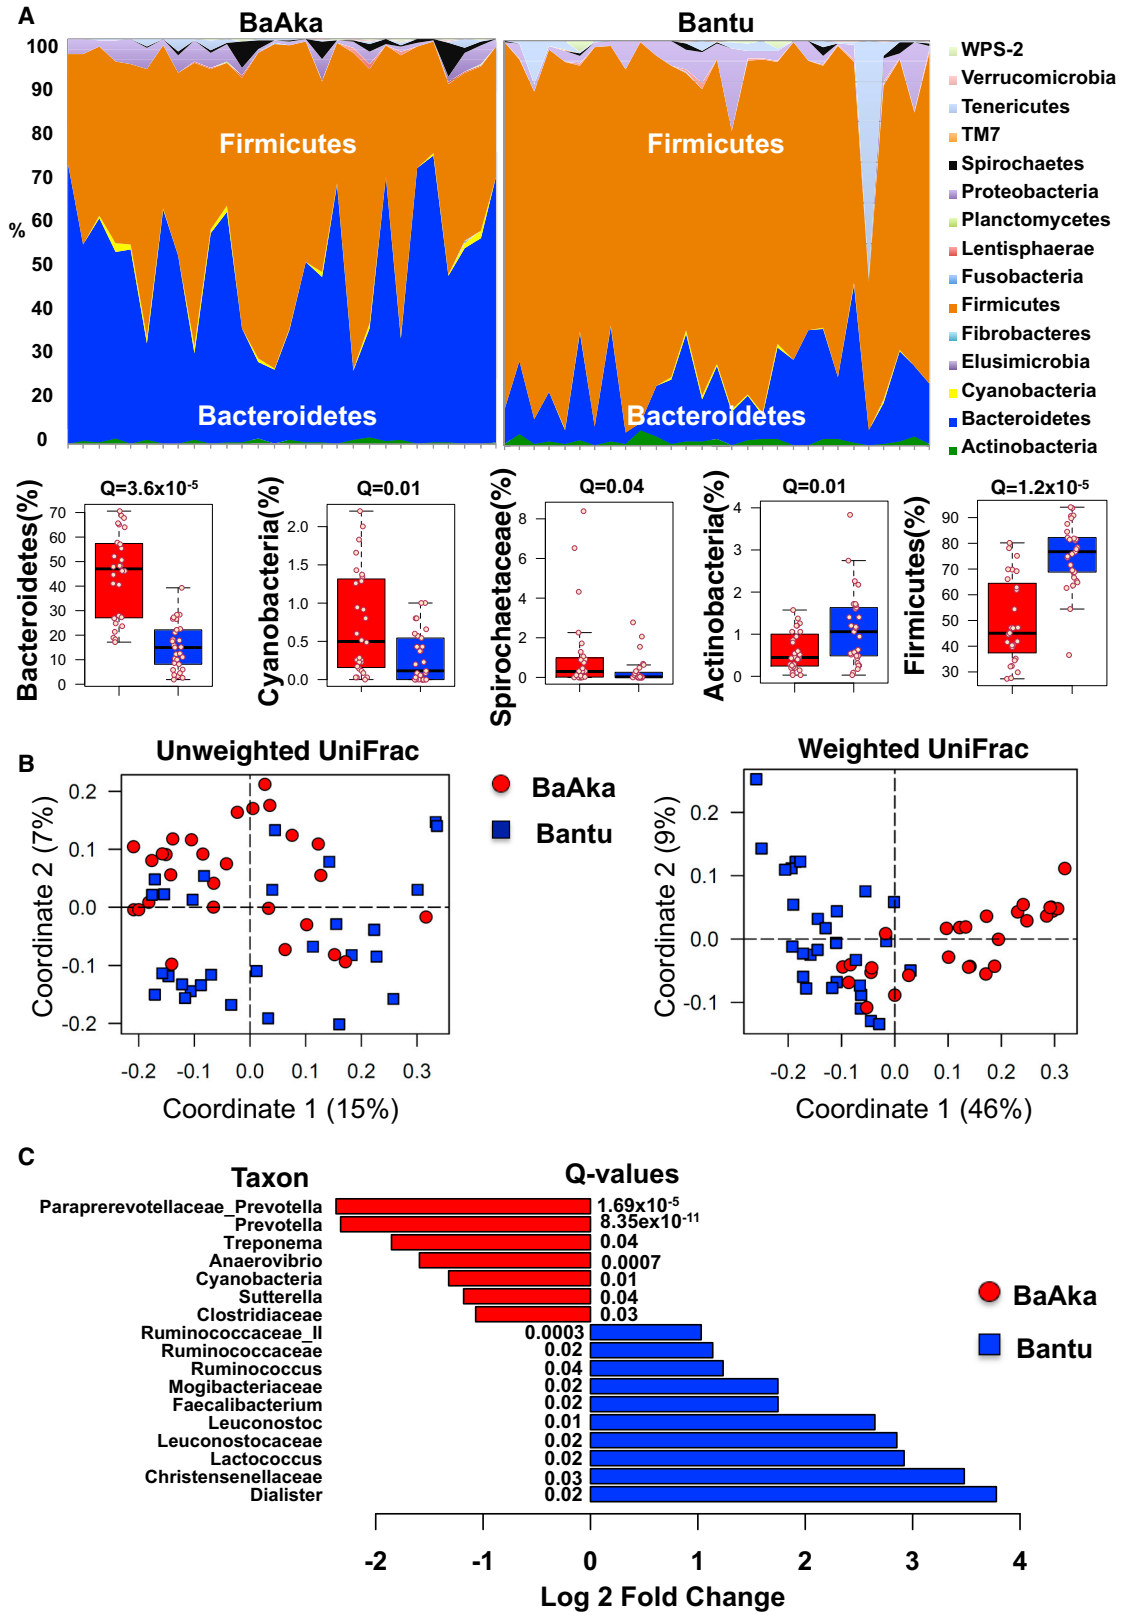 A
BaAka
Bantu
100
90
80
70
60
%
50
40
30
20
10
0
Firmicutes
Bacteroidetes
Firmicutes
Bacteroidetes
WPS-2
Verrucomicrobia
Tenericutes
TM7
Spirochaetes
Proteobacteria
Planctomycetes
Lentisphaerae
Fusobacteria
Firmicutes
Fibrobacteres
Elusimicrobia
Cyanobacteria
Bacteroidetes
Actinobacteria
Q=3.6x10-5
Bacteroidetes(%)
70
60
50
40
30
20
10
0
Q=0.01
Cyanobacteria(%)
2.0
1.0
0.0
Q=0.04
Spirochaetaceae(%)
8
6
4
2
0
Q=0.01
Actinobacteria(%)
4
3
2
1
0
Q=1.2x10-5
Firmicutes(%)
90
80
70
60
50
40
30
B
Unweighted UniFrac
Coordinate 2 (7%)
0.2
0.1
0.0
-0.1
-0.2
-0.2 -0.1 0.0 0.1 0.2 0.3
Coordinate 1 (15%)
BaAka
Bantu
Weighted UniFrac
Coordinate 2 (9%)
0.2
0.1
0.0
-0.1
-0.2 -0.1 0.0 0.1 0.2 0.3
Coordinate 1 (46%)
C
Taxon Q-values
Paraprerevotellaceae_Prevotella 1.69x10-5
Prevotella 8.35ex10-11
Treponema 0.04
Anaerovibrio 0.0007
Cyanobacteria 0.01
Sutterella 0.04
Clostridiaceae 0.03
Ruminococcaceae_II 0.0003
Ruminococcaceae 0.02
Ruminococcus 0.04
Mogibacteriaceae 0.02
Faecalibacterium 0.02
Leuconostoc 0.01
Leuconostocaceae 0.02
Lactococcus 0.02
Christensenellaceae 0.03
Dialister 0.02
BaAka
Bantu
-2 -1 0 1 2 3 4
Log 2 Fold Change